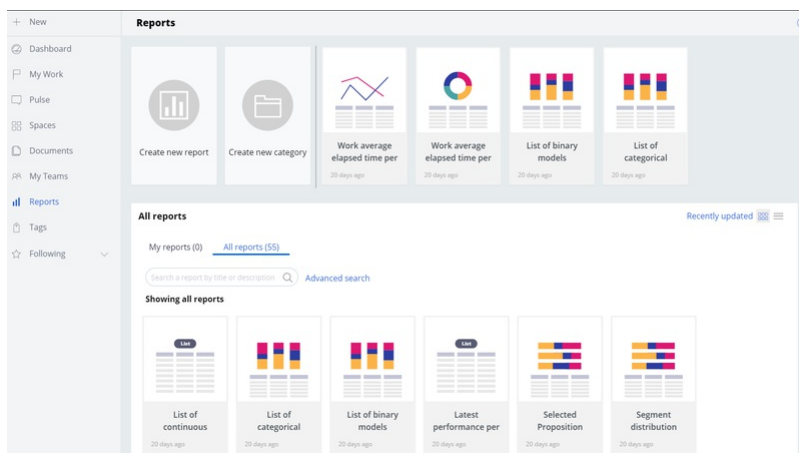 New
Reports
Dashboard
My Work
Pulse
Spaces
Documents
My Teams
Reports
Tags
Following
Create new report
Create new category
Work average
elapsed time per
20 days ago
Work average
elapsed time per
20 days ago
List of binary
models
20 days ago
List of
categorical
20 days ago
All reports
Recently updated
My reports (0)
All reports (55)
Search a report by title or description
Advanced search
Showing all reports
List
List of
continuous
20 days ago
List of
categorical
20 days ago
List of binary
models
20 days ago
List
Latest
performance per
20 days ago
Selected
Proposition
20 days ago
Segment
distribution
20 days ago